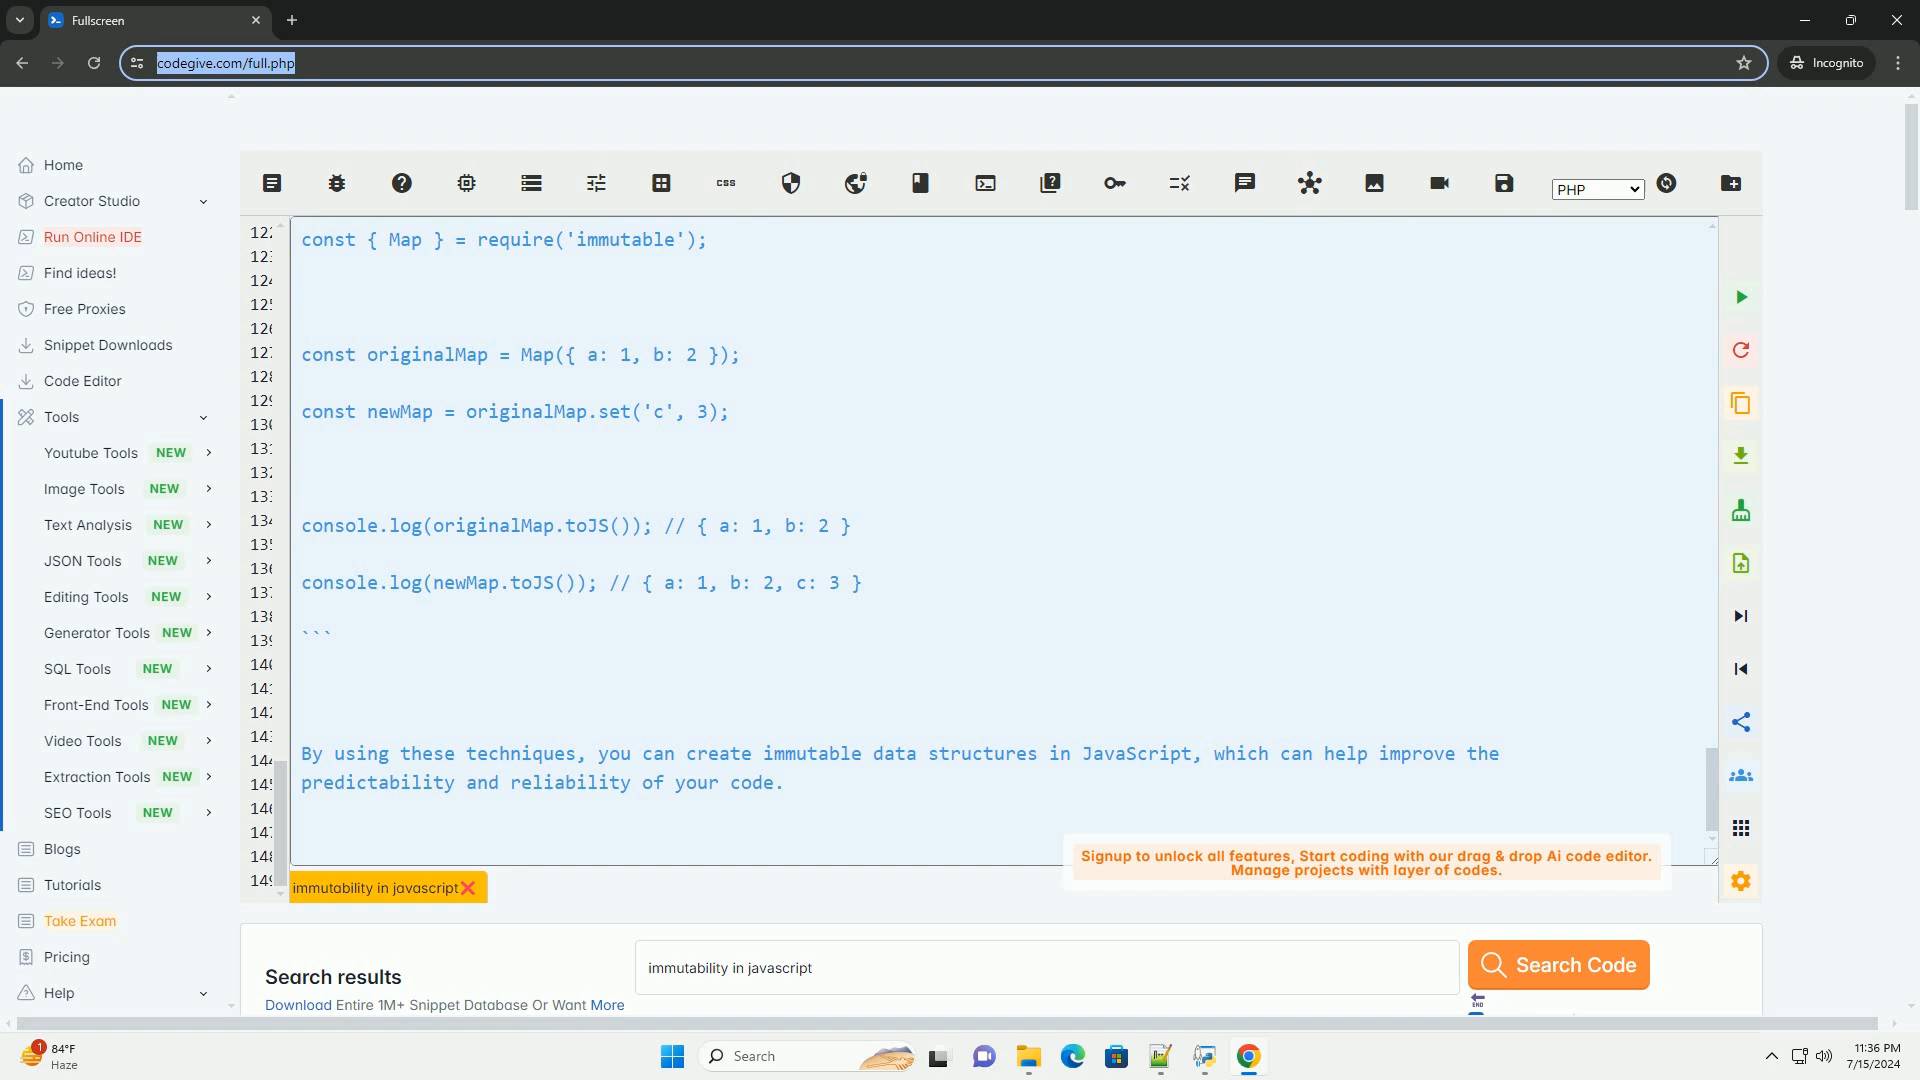 Fullscreen
codegive.com/full.php
Incognito
Home
Creator Studio
Run Online IDE
Find ideas!
Free Proxies
Snippet Downloads
Code Editor
Tools
Youtube Tools NEW
Image Tools NEW
Text Analysis NEW
JSON Tools NEW
Editing Tools NEW
Generator Tools NEW
SQL Tools NEW
Front-End Tools NEW
Video Tools NEW
Extraction Tools NEW
SEO Tools NEW
Blogs
Tutorials
Take Exam
Pricing
Help
css
PHP
const { Map } = require('immutable');
const originalMap = Map({ a: 1, b: 2 });
const newMap = originalMap.set('c', 3);
console.log(originalMap.toJS()); // { a: 1, b: 2 }
console.log(newMap.toJS()); // { a: 1, b: 2, c: 3 }
```
By using these techniques, you can create immutable data structures in JavaScript, which can help improve the
predictability and reliability of your code.
Signup to unlock all features, Start coding with our drag & drop Ai code editor.
Manage projects with layer of codes.
immutability in javascript
Search results
Download Entire 1M+ Snippet Database Or Want More
immutability in javascript
Search Code
END
1
84°F
Haze
Search
11:36 PM
7/15/2024